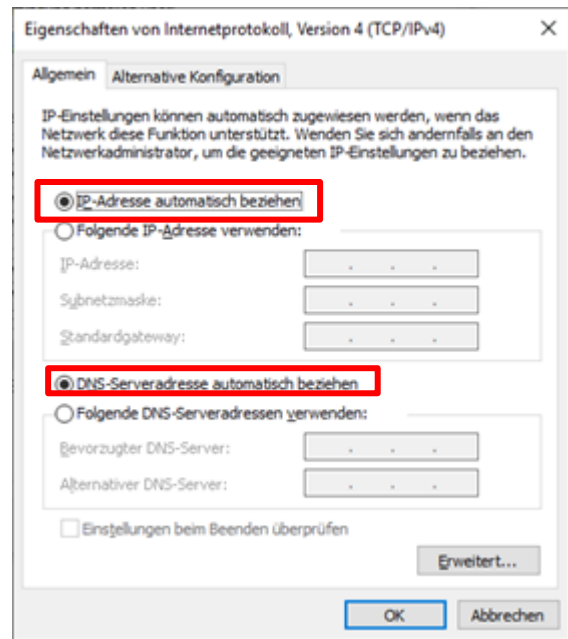 Eigenschaften von Internetprotokoll, Version 4 (TCP/IPv4)
Allgemein
Alternative Konfiguration
IP-Einstellungen können automatisch zugewiesen werden, wenn das
Netzwerk diese Funktion unterstützt. Wenden Sie sich andernfalls an den
Netzwerkadministrator, um die geeigneten IP-Einstellungen zu beziehen.
IP-Adresse automatisch beziehen
Folgende IP-Adresse verwenden:
IP-Adresse:
Subnetzmaske:
Standardgateway:
DNS-Serveradresse automatisch beziehen
Folgende DNS-Serveradressen verwenden:
Bevorzugter DNS-Server:
Alternativer DNS-Server:
Einstellungen beim Beenden überprüfen
Erweitert...
OK
Abbrechen